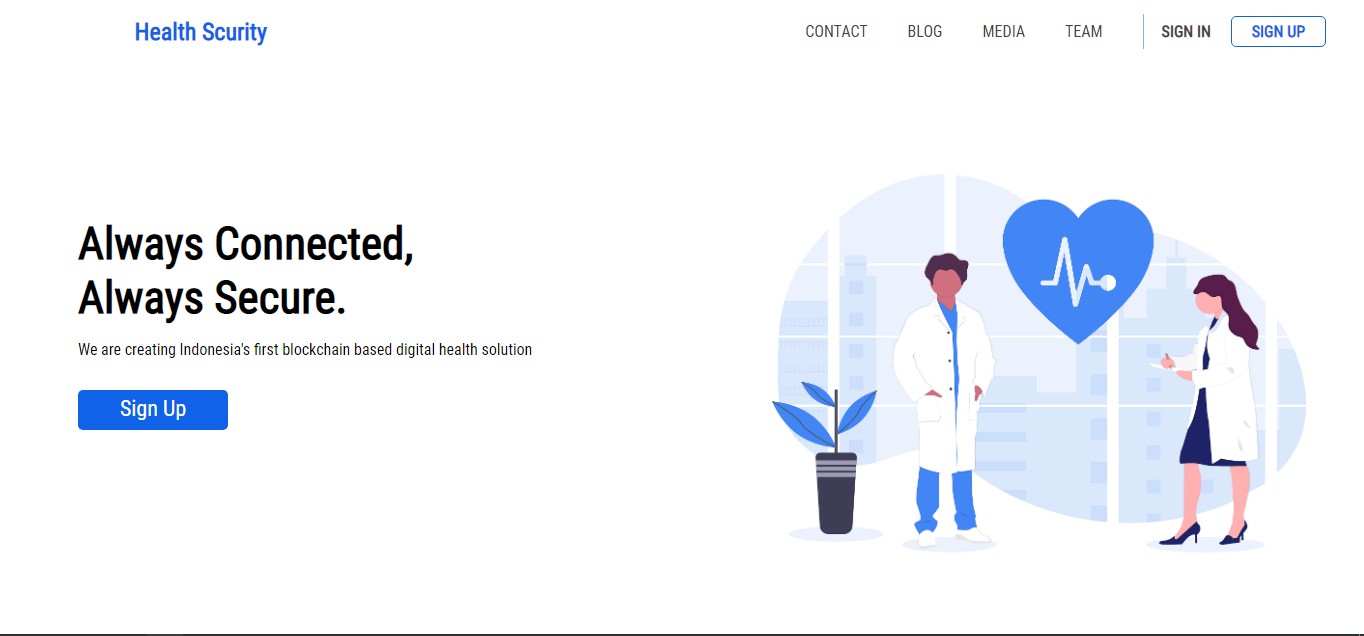 Health Scurity
CONTACT BLOG MEDIA TEAM SIGN IN SIGN UP
Always Connected,
Always Secure.
We are creating Indonesia's first blockchain based digital health solution
Sign Up